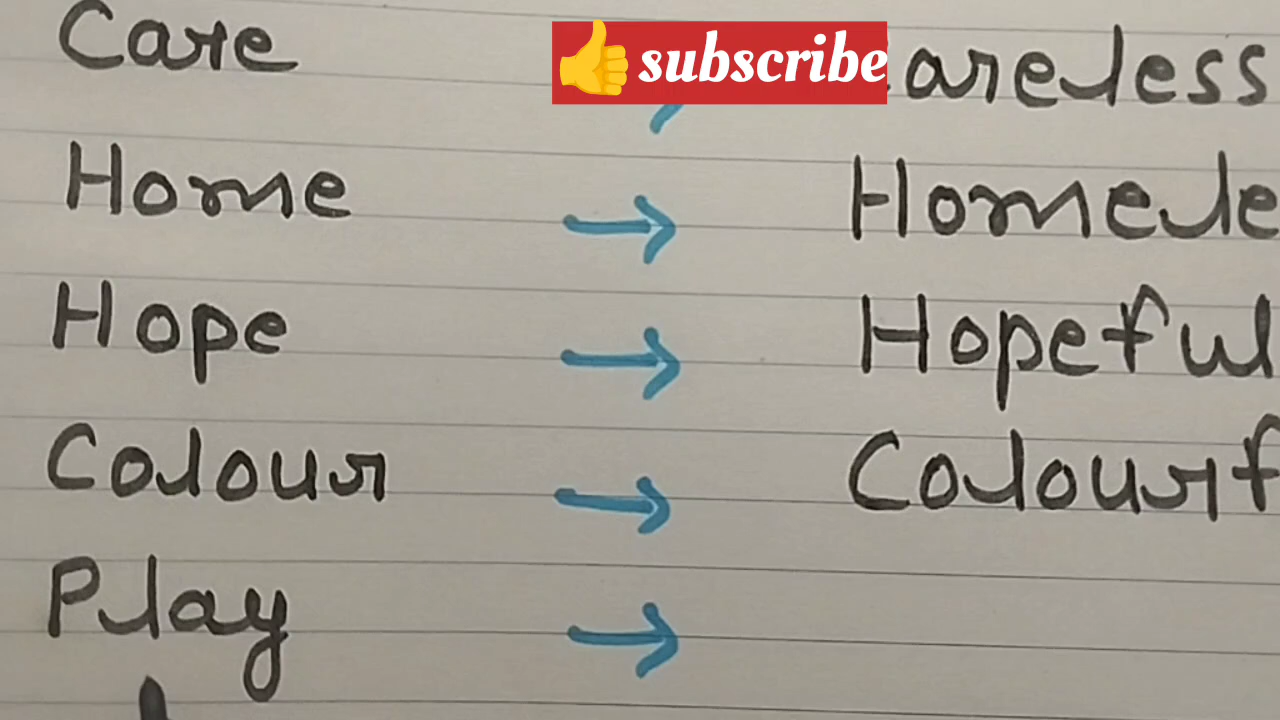 Care subscribe areless
Home → Homele
Hope → Hopeful
Colour → Colourf
Play →